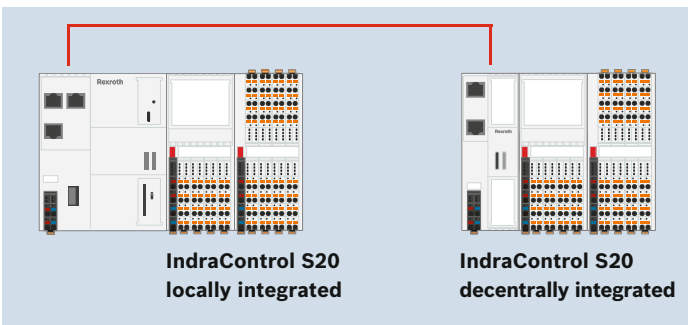 Rexroth
Rexroth
IndraControl S20
locally integrated
IndraControl S20
decentrally integrated